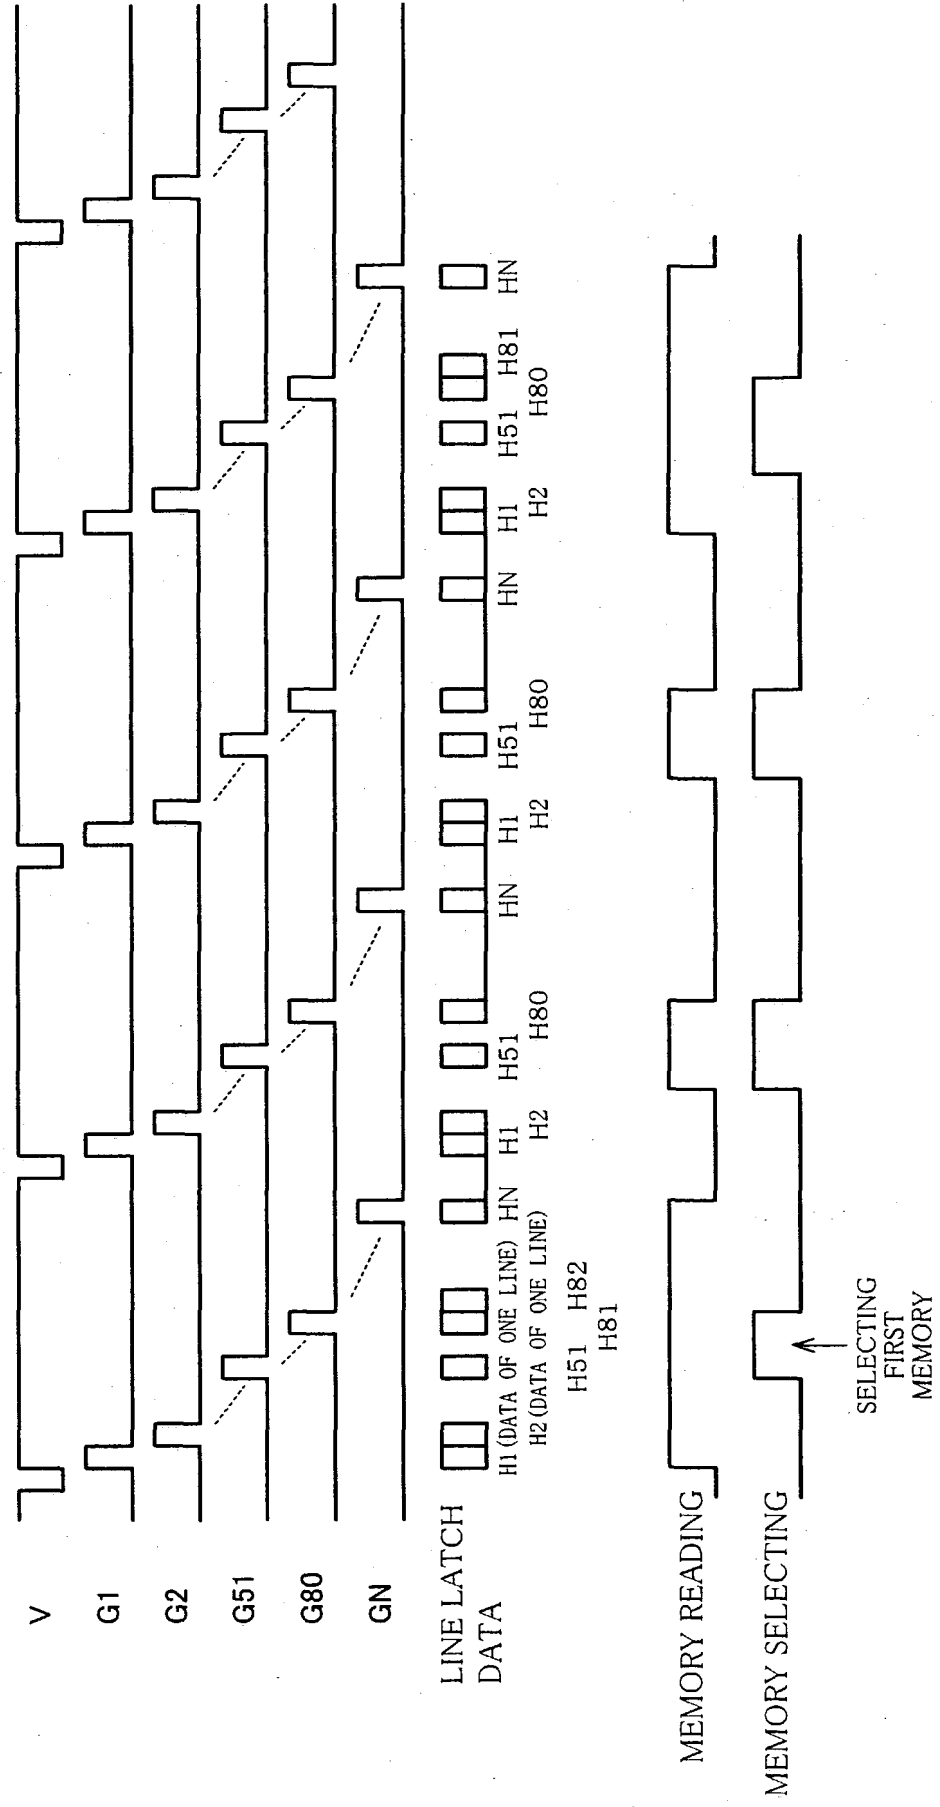 V
G1
G2
G51
G80
GN
LINE LATCH
DATA
H1(DATA OF ONE LINE)
H2(DATA OF ONE LINE)
H51
H81
H82
HN
H1
H2
H51
H80
HN
H1
H2
H51
H80
HN
H1
H2
H51
H80
H81
HN
MEMORY READING
MEMORY SELECTING
SELECTING
FIRST
MEMORY